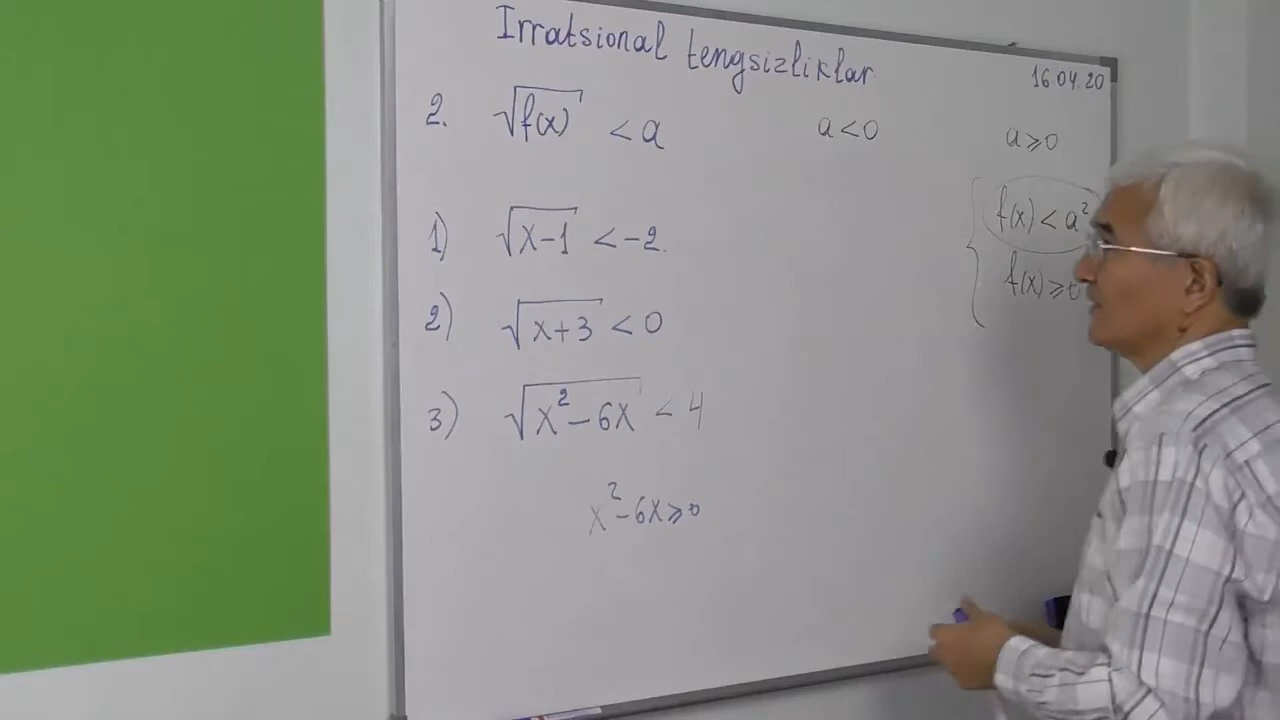 Irratsional tengsizliklar
16.04.20
2. √f(x) < a
a < 0
a ⩾ 0
f(x) < a²
f(x) ⩾ 0
1) √x-1 < -2.
2) √x+3 < 0
3) √x²-6x < 4
x²-6x ⩾ 0